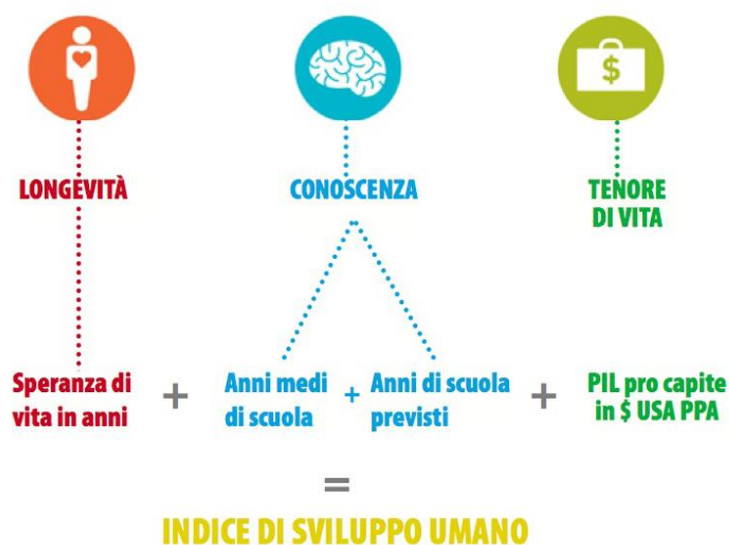 $
LONGEVITÀ
CONOSCENZA
TENORE
DI VITA
Speranza di
vita in anni
+
Anni medi
di scuola
+
Anni di scuola
previsti
+
PIL pro capite
in $ USA PPA
=
INDICE DI SVILUPPO UMANO